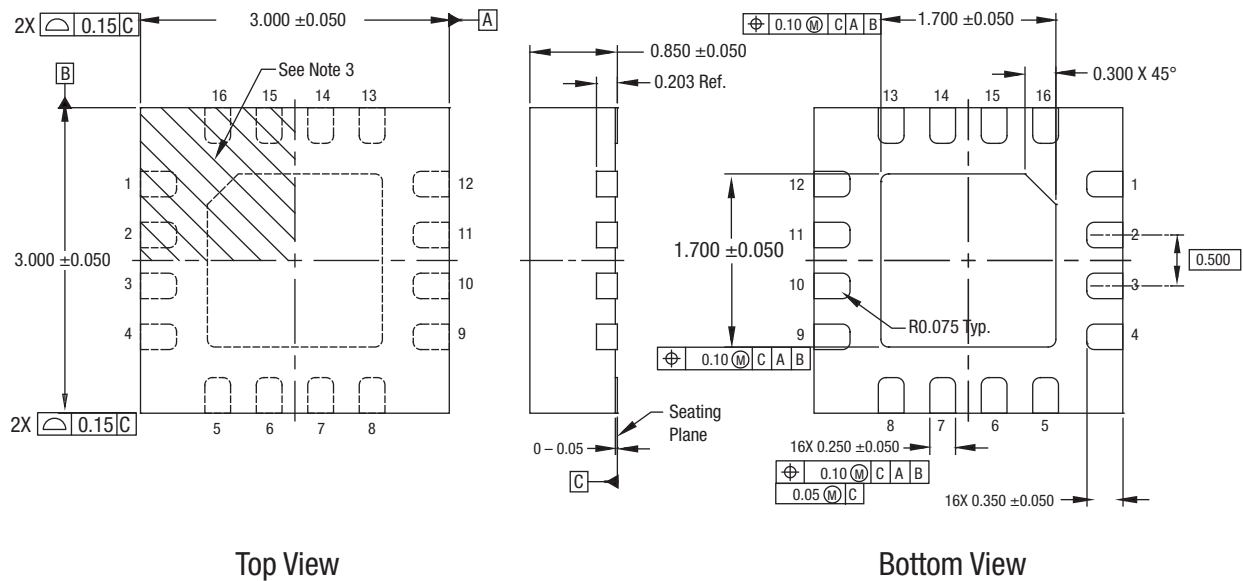 2X ⌓ 0.15 C
3.000 ±0.050
A
B
See Note 3
16 15 14 13
1
2
3
4
12
11
10
9
5 6 7 8
3.000 ±0.050
2X ⌓ 0.15 C
0.850 ±0.050
0.203 Ref.
0 – 0.05
Seating
Plane
C
⌖ 0.10 Ⓜ C A B
1.700 ±0.050
0.300 X 45°
13 14 15 16
12
11
10
9
1
2
3
4
1.700 ±0.050
0.500
R0.075 Typ.
⌖ 0.10 Ⓜ C A B
8 7 6 5
16X 0.250 ±0.050
⌖ 0.10 Ⓜ C A B
0.05 Ⓜ C
16X 0.350 ±0.050
Top View
Bottom View